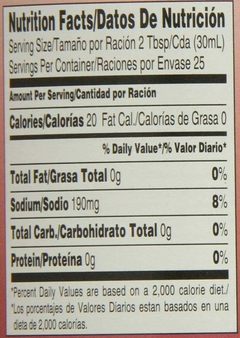 Nutrition Facts/Datos De Nutrición
Serving Size/Tamaño por Ración 2 Tbsp/Cda (30mL)
Servings Per Container/Raciones por Envase 25
Amount Per Serving/Cantidad por Ración
Calories/Calorías 20 Fat Cal./Calorías de Grasa 0
% Daily Value*/% Valor Diario*
Total Fat/Grasa Total 0g 0%
Sodium/Sodio 190mg 8%
Total Carb./Carbohidrato Total 0g 0%
Protein/Proteína 0g 0%
*Percent Daily Values are based on a 2,000 calorie diet./
*Los porcentajes de Valores Diarios estan basados en una
dieta de 2,000 calorías.